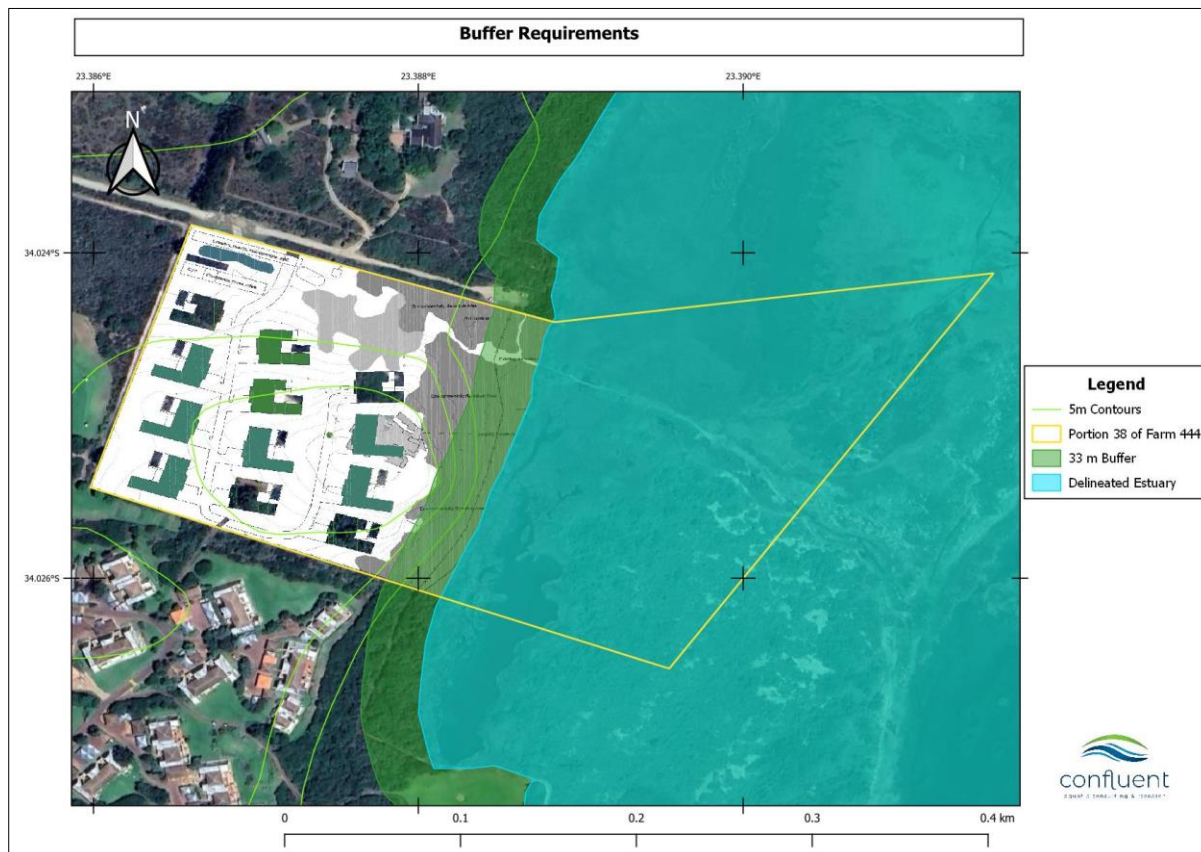 Buffer Requirements
23.386°E
23.388°E
23.390°E
N
34.024°S
34.026°S
Legend
5m Contours
Portion 38 of Farm 444
33 m Buffer
Delineated Estuary
confluent
0
0.1
0.2
0.3
0.4 km